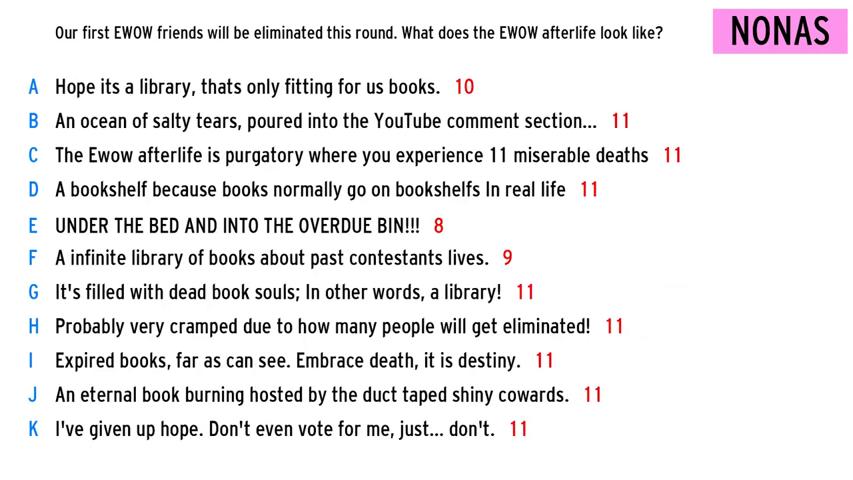 Our first EWOW friends will be eliminated this round. What does the EWOW afterlife look like?
NONAS
A Hope its a library, thats only fitting for us books. 10
B An ocean of salty tears, poured into the YouTube comment section... 11
C The Ewow afterlife is purgatory where you experience 11 miserable deaths 11
D A bookshelf because books normally go on bookshelfs In real life 11
E UNDER THE BED AND INTO THE OVERDUE BIN!!! 8
F A infinite library of books about past contestants lives. 9
G It's filled with dead book souls; In other words, a library! 11
H Probably very cramped due to how many people will get eliminated! 11
I Expired books, far as can see. Embrace death, it is destiny. 11
J An eternal book burning hosted by the duct taped shiny cowards. 11
K I've given up hope. Don't even vote for me, just... don't. 11